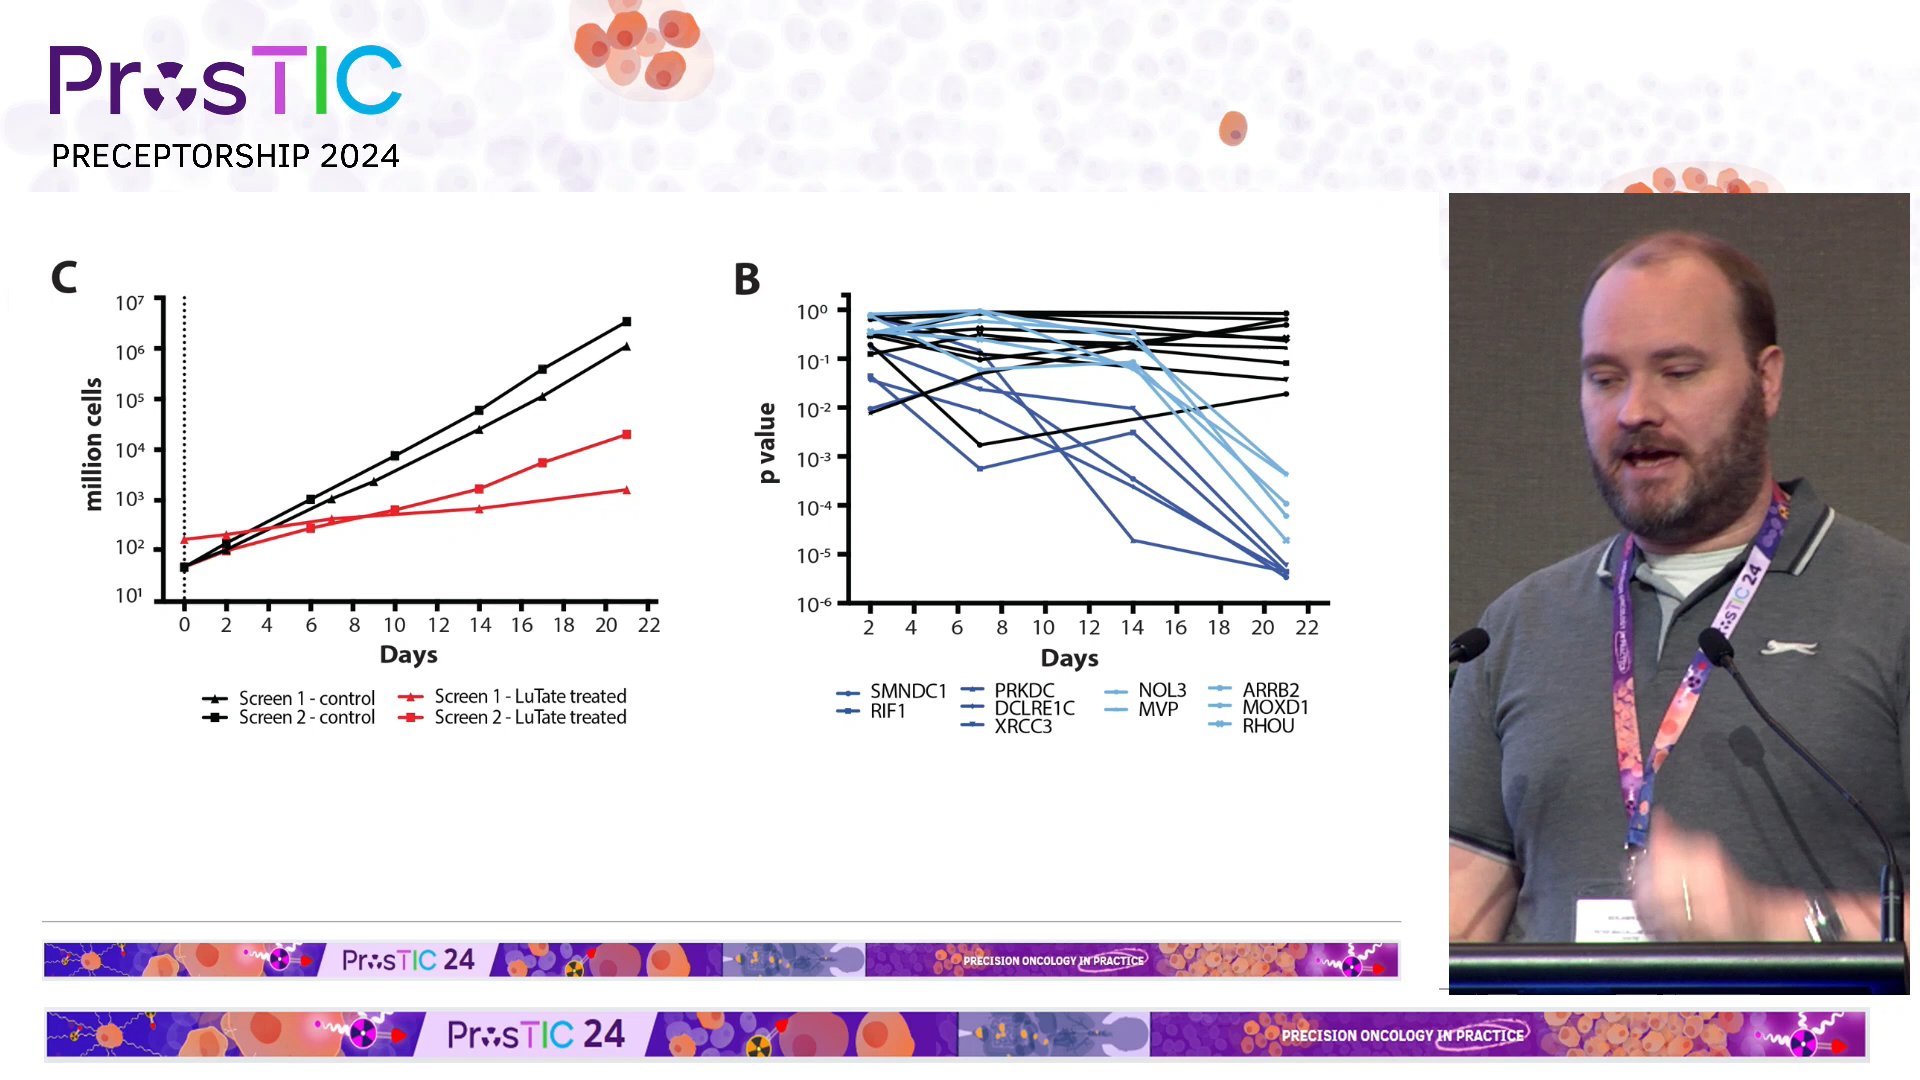 ProsTIC
PRECEPTORSHIP 2024
C
million cells
10⁷
10⁶
10⁵
10⁴
10³
10²
10¹
0 2 4 6 8 10 12 14 16 18 20 22
Days
Screen 1 - control
Screen 2 - control
Screen 1 - LuTate treated
Screen 2 - LuTate treated
B
p value
10⁰
10⁻¹
10⁻²
10⁻³
10⁻⁴
10⁻⁵
10⁻⁶
2 4 6 8 10 12 14 16 18 20 22
Days
SMNDC1
RIF1
PRKDC
DCLRE1C
XRCC3
NOL3
MVP
ARRB2
MOXD1
RHOU
sTIC 24
ProsTIC 24
PRECISION ONCOLOGY IN PRACTICE
ProsTIC 24
PRECISION ONCOLOGY IN PRACTICE